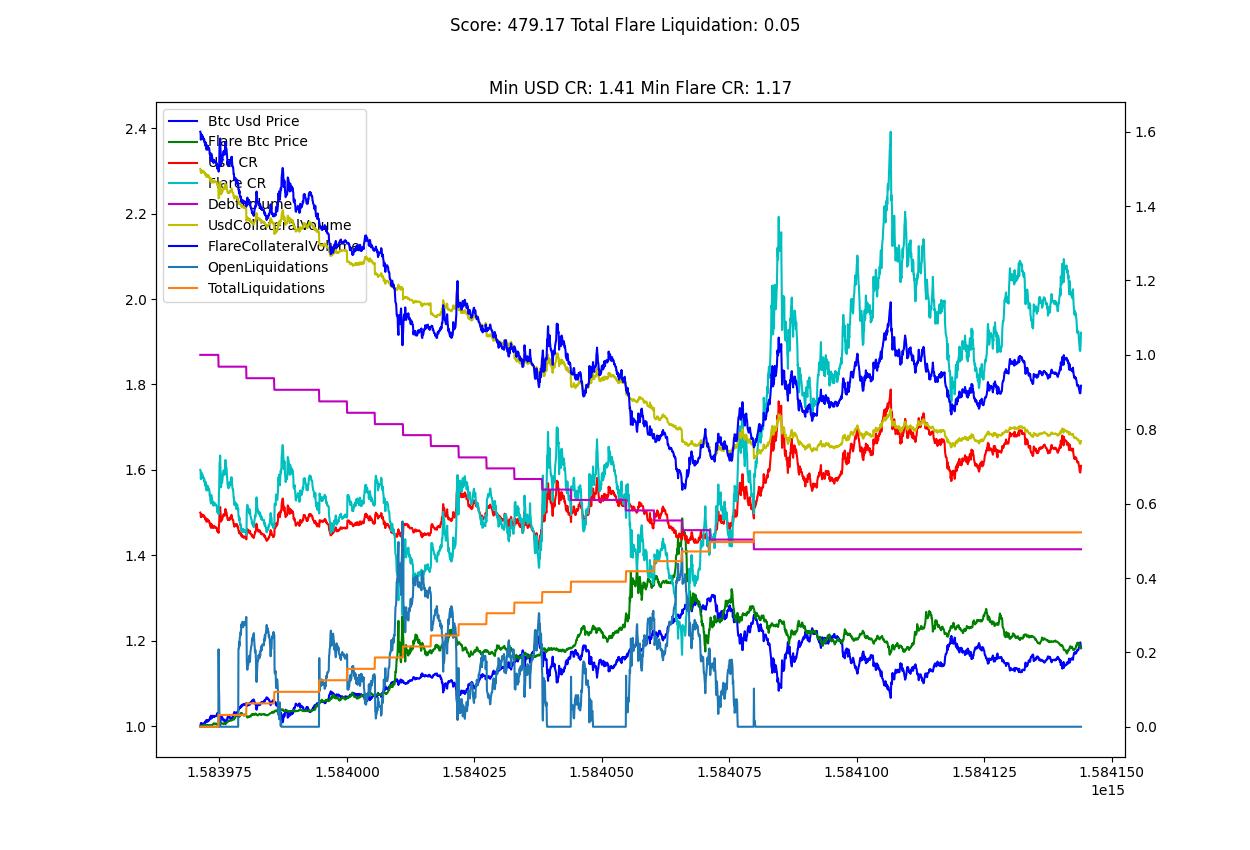 Score: 479.17 Total Flare Liquidation: 0.05
Min USD CR: 1.41 Min Flare CR: 1.17
Btc Usd Price
Flare Btc Price
Usd CR
Flare CR
DebtVolume
UsdCollateralVolume
FlareCollateralVolume
OpenLiquidations
TotalLiquidations
2.4
2.2
2.0
1.8
1.6
1.4
1.2
1.0
1.6
1.4
1.2
1.0
0.8
0.6
0.4
0.2
0.0
1.583975 1.584000 1.584025 1.584050 1.584075 1.584100 1.584125 1.584150
1e15